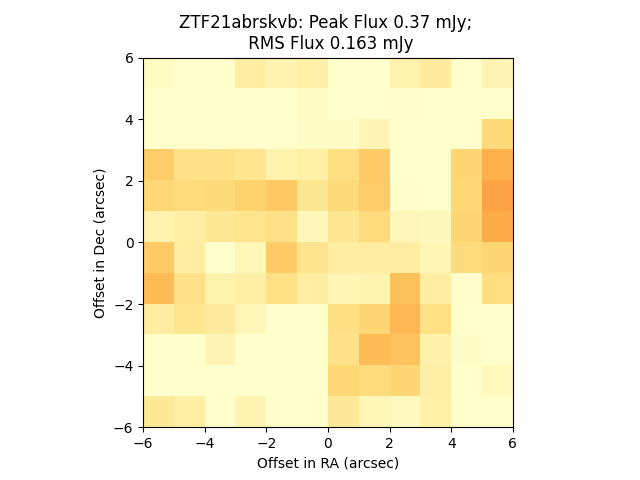 ZTF21abrskvb: Peak Flux 0.37 mJy;
RMS Flux 0.163 mJy
6
4
2
0
−2
−4
−6
Offset in Dec (arcsec)
−6 −4 −2 0 2 4 6
Offset in RA (arcsec)